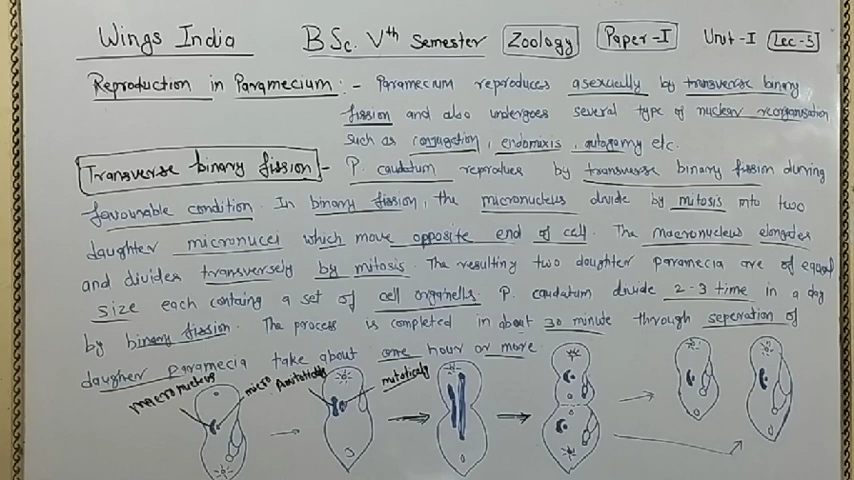 Wings India BSc. Vth Semester Zoology Paper-I Unit-I Lec-5
Reproduction in Paramecium :- Paramecium reproduces asexually by transverse binary
fission and also undergoes several type of nuclear reorganisation
such as conjugation, endomixis, autogamy etc.
Transverse binary fission - P. caudatum reproduces by transverse binary fission during
favourable condition. In binary fission, the micronucleus divide by mitosis into two
daughter micronucei which move opposite end of cell. The macronucleus elongates
and divides transversely by mitosis. The resulting two daughter paramecia are of equal
size each containg a set of cell organells. P. caudatum divide 2-3 time in a day
by binary fission. The process is completed in about 30 minute through seperation of
daugher paramecia take about one hour or more.
macronucleus micro Amitotically mitotically